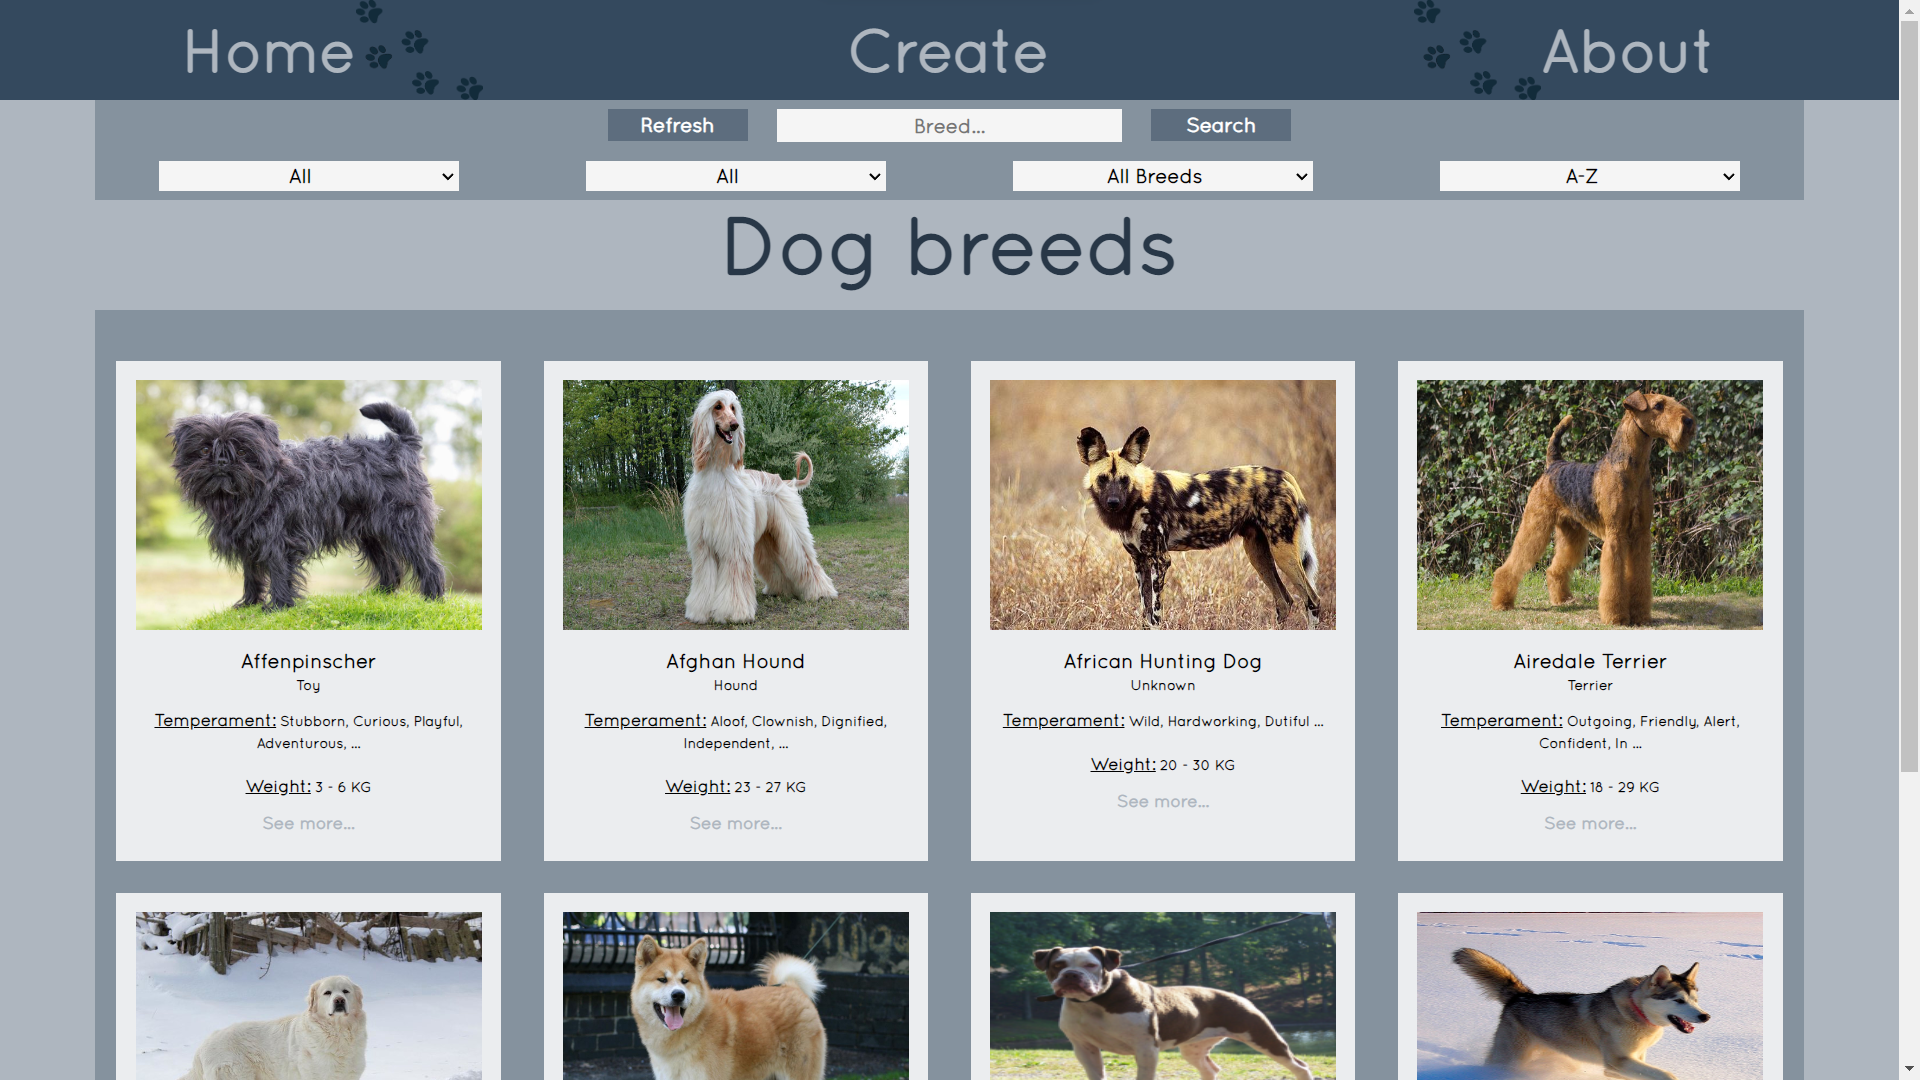 Home
Create
About
Refresh
Breed...
Search
All
All
All Breeds
A-Z
Dog breeds
Affenpinscher
Toy
Temperament: Stubborn, Curious, Playful,
Adventurous, ...
Weight: 3 - 6 KG
See more...
Afghan Hound
Hound
Temperament: Aloof, Clownish, Dignified,
Independent, ...
Weight: 23 - 27 KG
See more...
African Hunting Dog
Unknown
Temperament: Wild, Hardworking, Dutiful ...
Weight: 20 - 30 KG
See more...
Airedale Terrier
Terrier
Temperament: Outgoing, Friendly, Alert,
Confident, In ...
Weight: 18 - 29 KG
See more...